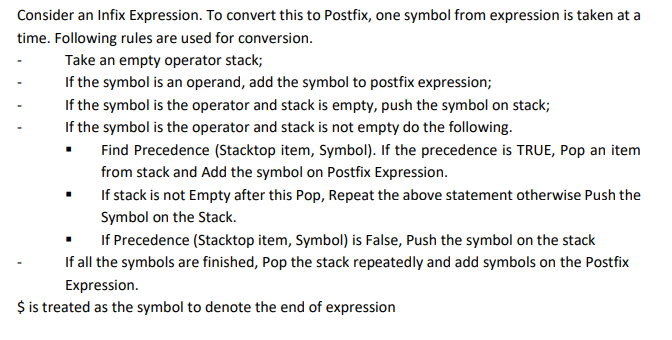 Consider an Infix Expression. To convert this to Postfix, one symbol from expression is taken at a
time. Following rules are used for conversion.
- Take an empty operator stack;
- If the symbol is an operand, add the symbol to postfix expression;
- If the symbol is the operator and stack is empty, push the symbol on stack;
- If the symbol is the operator and stack is not empty do the following.
▪ Find Precedence (Stacktop item, Symbol). If the precedence is TRUE, Pop an item
from stack and Add the symbol on Postfix Expression.
▪ If stack is not Empty after this Pop, Repeat the above statement otherwise Push the
Symbol on the Stack.
▪ If Precedence (Stacktop item, Symbol) is False, Push the symbol on the stack
- If all the symbols are finished, Pop the stack repeatedly and add symbols on the Postfix
Expression.
$ is treated as the symbol to denote the end of expression